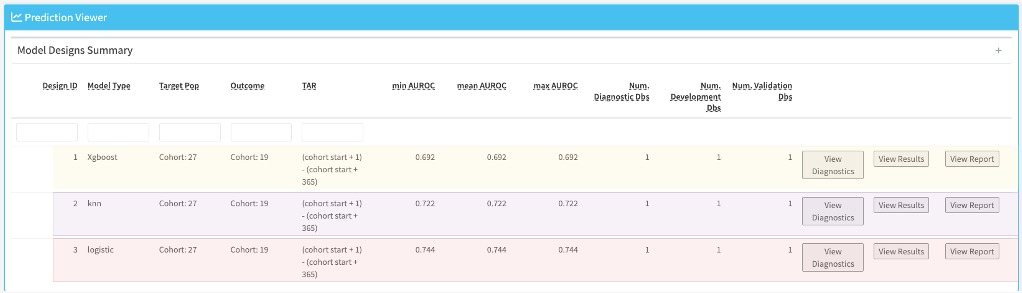 Prediction Viewer
Model Designs Summary +
Design ID Model Type Target Pop Outcome TAR min AUROC mean AUROC max AUROC Num. Num. Num. Validation
Diagnostic Dbs Development Dbs
Dbs
1 Xgboost Cohort: 27 Cohort: 19 (cohort start + 1) 0.692 0.692 0.692 1 1 1 View View Results View Report
- (cohort start + Diagnostics
365)
2 knn Cohort: 27 Cohort: 19 (cohort start + 1) 0.722 0.722 0.722 1 1 1 View View Results View Report
- (cohort start + Diagnostics
365)
3 logistic Cohort: 27 Cohort: 19 (cohort start + 1) 0.744 0.744 0.744 1 1 1 View View Results View Report
- (cohort start + Diagnostics
365)